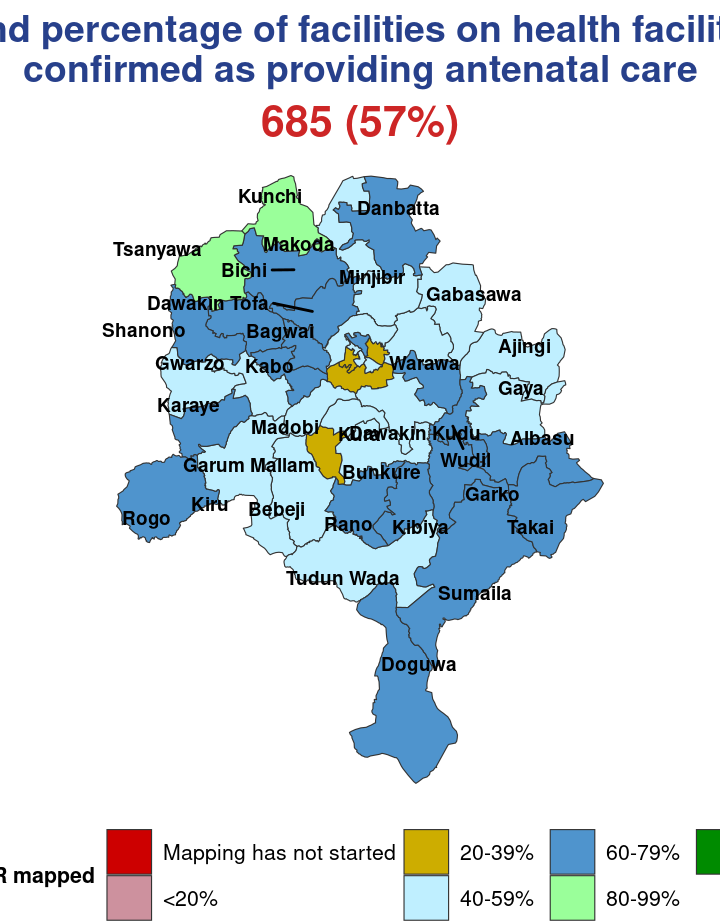 nd percentage of facilities on health facilit
confirmed as providing antenatal care
685 (57%)
Kunchi
Danbatta
Makoda
Tsanyawa
Bichi
Minjibir
Gabasawa
Dawakin Tofa
Shanono
Bagwai
Ajingi
Gwarzo
Kabo
Warawa
Gaya
Karaye
Madobi
Kura
Dawakin Kudu
Albasu
Garum Mallam
Bunkure
Wudil
Garko
Kiru
Bebeji
Rogo
Rano
Kibiya
Takai
Tudun Wada
Sumaila
Doguwa
R mapped
Mapping has not started
20-39%
60-79%
<20%
40-59%
80-99%